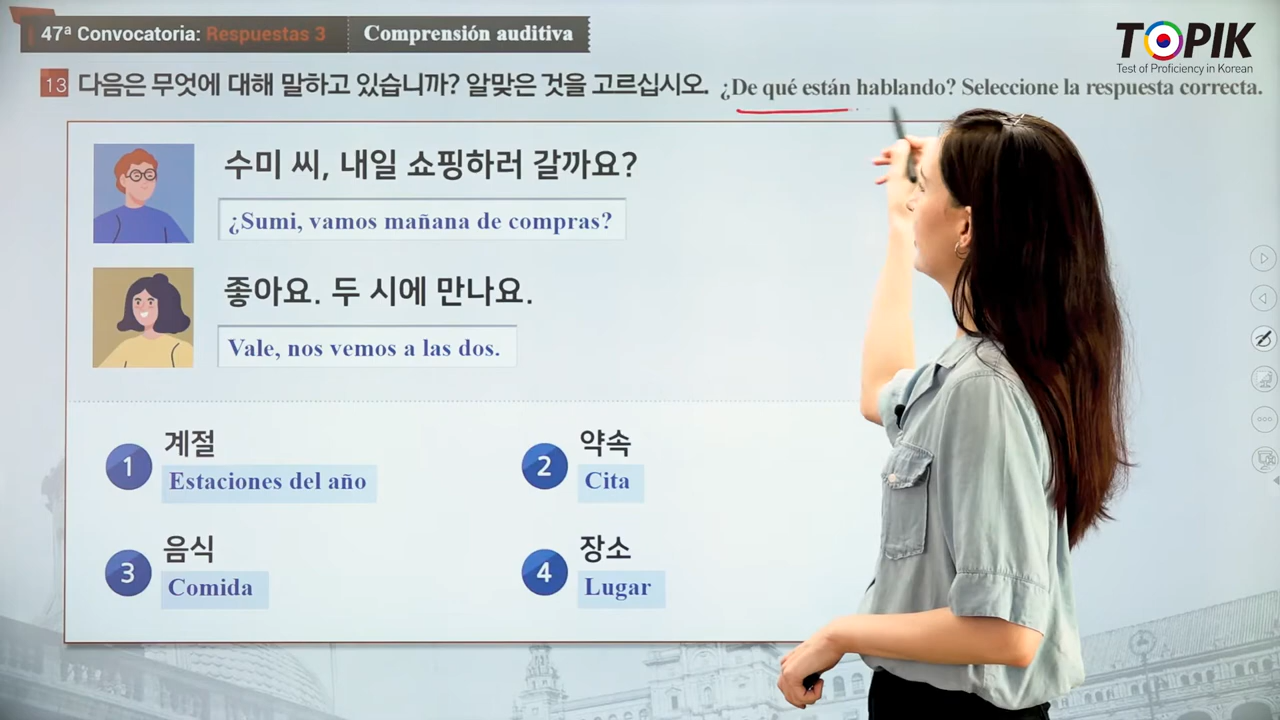 47ª Convocatoria: Respuestas 3 Comprensión auditiva
TOPIK
Test of Proficiency in Korean
13 다음은 무엇에 대해 말하고 있습니까? 알맞은 것을 고르십시오. ¿De qué están hablando? Seleccione la respuesta correcta.
수미 씨, 내일 쇼핑하러 갈까요?
¿Sumi, vamos mañana de compras?
좋아요. 두 시에 만나요.
Vale, nos vemos a las dos.
1 계절
Estaciones del año
2 약속
Cita
3 음식
Comida
4 장소
Lugar